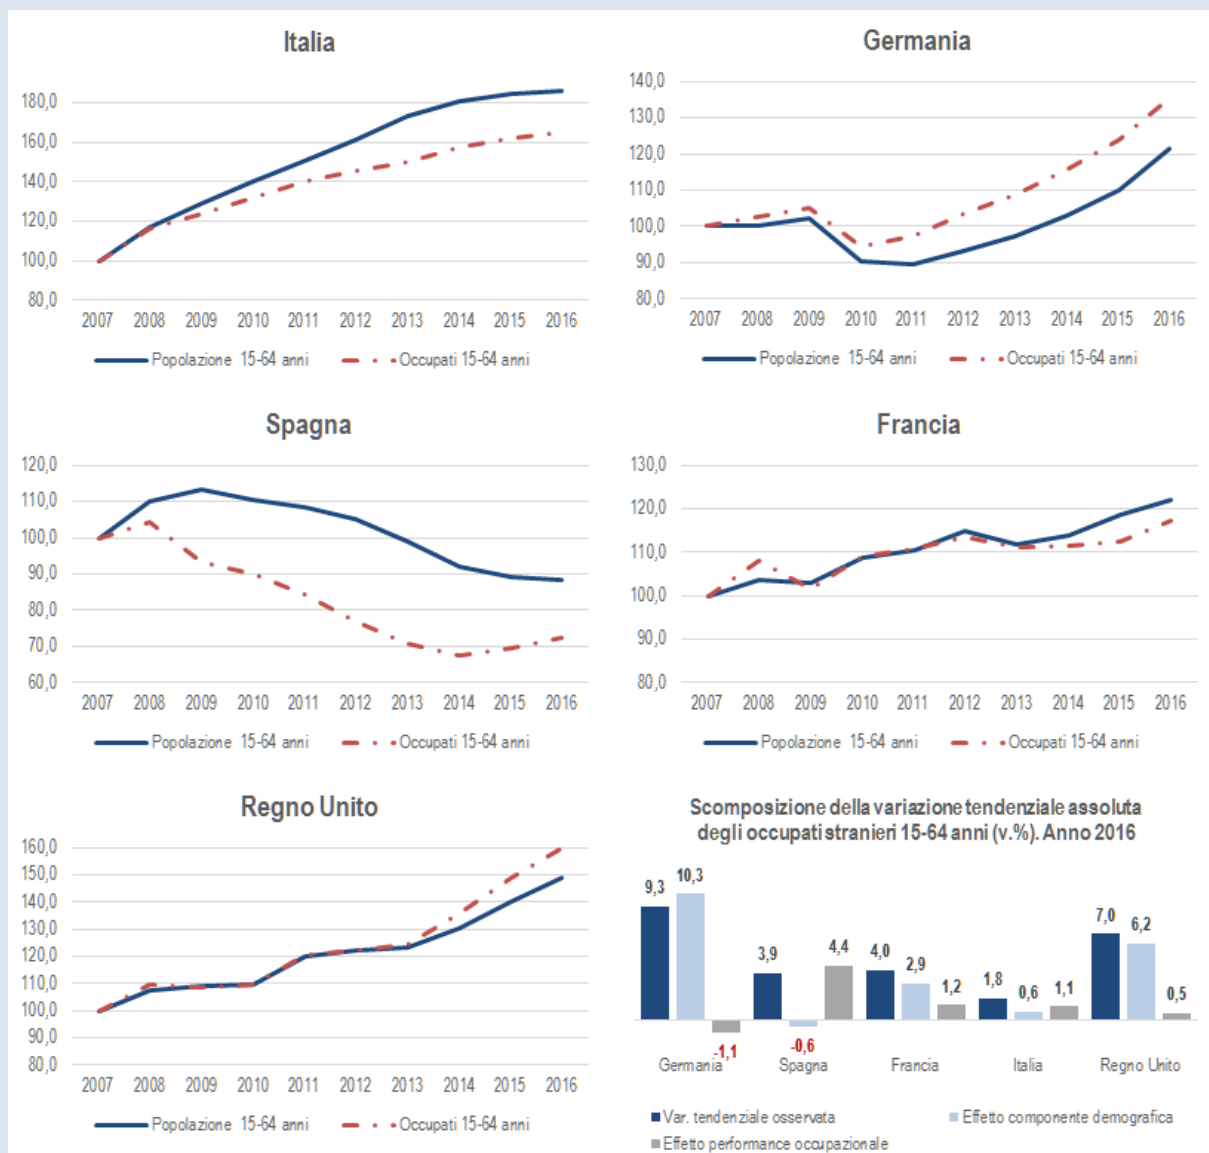 Italia
180,0
160,0
140,0
120,0
100,0
80,0
2007 2008 2009 2010 2011 2012 2013 2014 2015 2016
Popolazione 15-64 anni Occupati 15-64 anni
Germania
140,0
130,0
120,0
110,0
100,0
90,0
80,0
2007 2008 2009 2010 2011 2012 2013 2014 2015 2016
Popolazione 15-64 anni Occupati 15-64 anni
Spagna
120,0
110,0
100,0
90,0
80,0
70,0
60,0
2007 2008 2009 2010 2011 2012 2013 2014 2015 2016
Popolazione 15-64 anni Occupati 15-64 anni
Francia
130,0
120,0
110,0
100,0
90,0
80,0
2007 2008 2009 2010 2011 2012 2013 2014 2015 2016
Popolazione 15-64 anni Occupati 15-64 anni
Regno Unito
160,0
150,0
140,0
130,0
120,0
110,0
100,0
90,0
80,0
2007 2008 2009 2010 2011 2012 2013 2014 2015 2016
Popolazione 15-64 anni Occupati 15-64 anni
Scomposizione della variazione tendenziale assoluta
degli occupati stranieri 15-64 anni (v.%). Anno 2016
9,3 10,3 -1,1 3,9 -0,6 4,4 4,0 2,9 1,2 1,8 0,6 1,1 7,0 6,2 0,5
Germania Spagna Francia Italia Regno Unito
Var. tendenziale osservata Effetto componente demografica
Effetto performance occupazionale